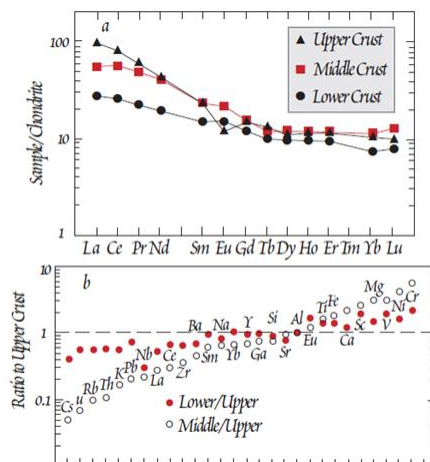 a
100
10
1
Sample/Chondrite
Upper Crust
Middle Crust
Lower Crust
La Ce Pr Nd Sm Eu Gd Tb Dy Ho Er Tm Yb Lu
b
10
1
0.1
Ratio to Upper Crust
Cs U Rb Th K Pb Nb La Ce Zr Ba Sm Na Yb Y Ga Si Sr Al Eu Ti Fe Ca Sc Mg V Ni Cr
Lower/Upper
Middle/Upper